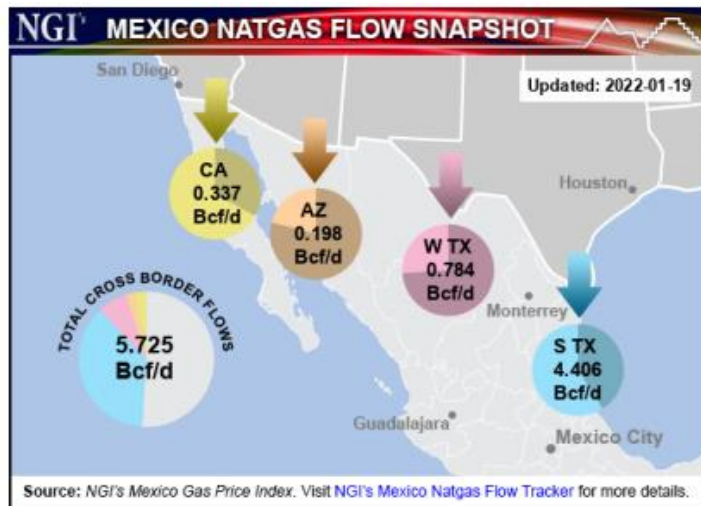 NGI's MEXICO NATGAS FLOW SNAPSHOT
San Diego
Updated: 2022-01-19
CA
0.337
Bcf/d
AZ
0.198
Bcf/d
W TX
0.784
Bcf/d
Houston
Monterrey
TOTAL CROSS BORDER FLOWS
5.725
Bcf/d
S TX
4.406
Bcf/d
Guadalajara
Mexico City
Source: NGI's Mexico Gas Price Index. Visit NGI's Mexico Natgas Flow Tracker for more details.